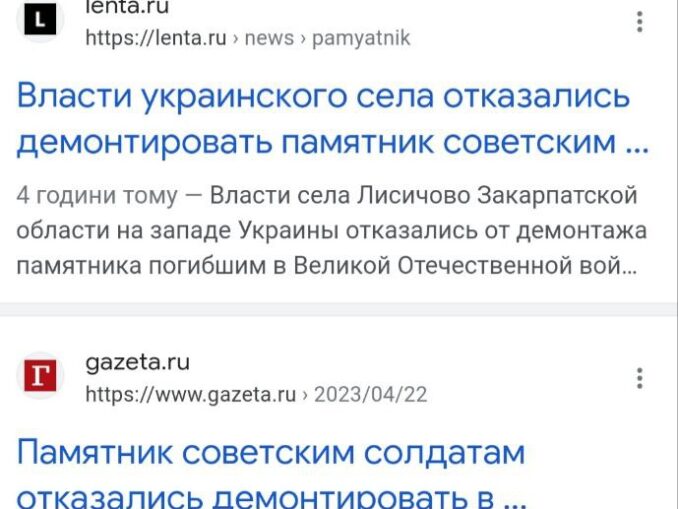 lenta.ru
L
https://lenta.ru › news › pamyatnik
Власти украинского села отказались
демонтировать памятник советским ...
4 години тому — Власти села Лисичово Закарпатской
области на западе Украины отказались от демонтажа
памятника погибшим в Великой Отечественной вой...
gazeta.ru
Г
https://www.gazeta.ru › 2023/04/22
Памятник советским солдатам
отказались демонтировать в ...